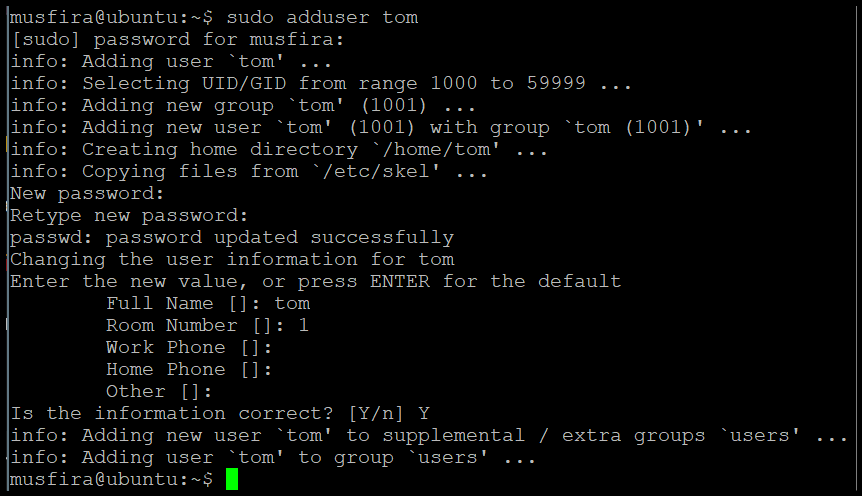 musfira@ubuntu:~$ sudo adduser tom
[sudo] password for musfira:
info: Adding user `tom' ...
info: Selecting UID/GID from range 1000 to 59999 ...
info: Adding new group `tom' (1001) ...
info: Adding new user `tom' (1001) with group `tom (1001)' ...
info: Creating home directory `/home/tom' ...
info: Copying files from `/etc/skel' ...
New password:
Retype new password:
passwd: password updated successfully
Changing the user information for tom
Enter the new value, or press ENTER for the default
        Full Name []: tom
        Room Number []: 1
        Work Phone []:
        Home Phone []:
        Other []:
Is the information correct? [Y/n] Y
info: Adding new user `tom' to supplemental / extra groups `users' ...
info: Adding user `tom' to group `users' ...
musfira@ubuntu:~$